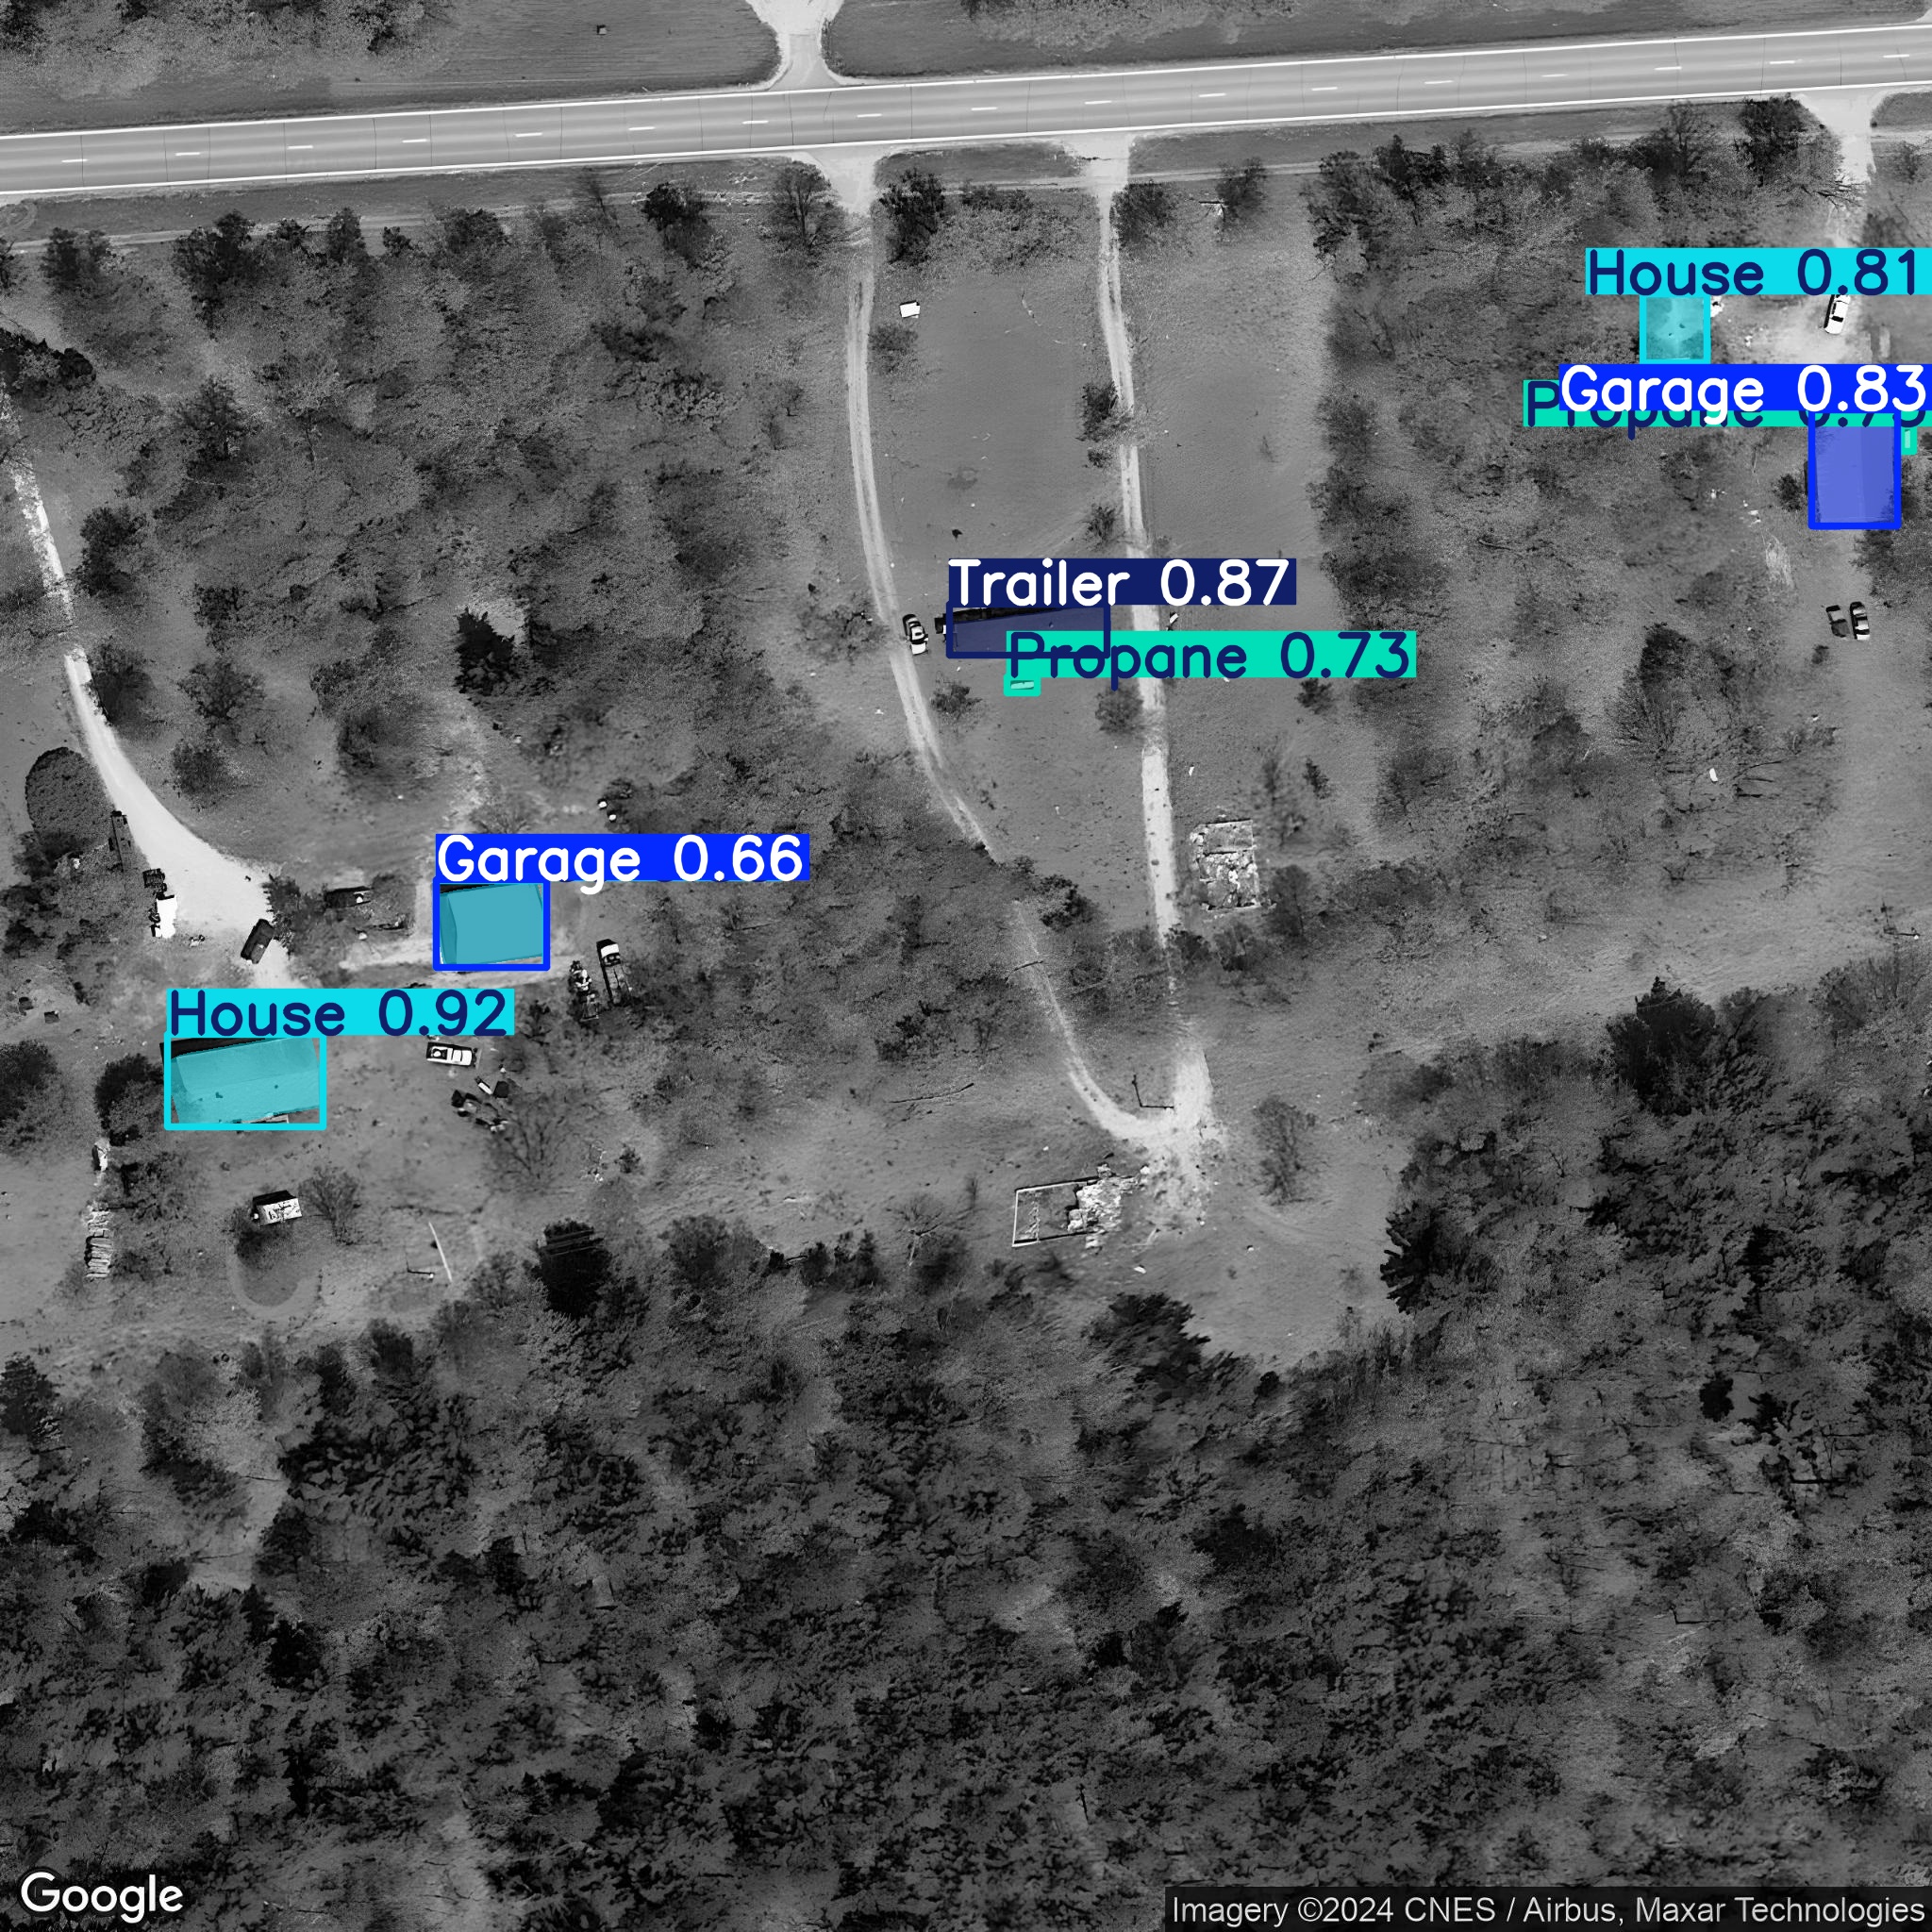 House 0.81
Garage 0.83
Propane
Trailer 0.87
Propane 0.73
Garage 0.66
House 0.92
Google
Imagery ©2024 CNES / Airbus, Maxar Technologies